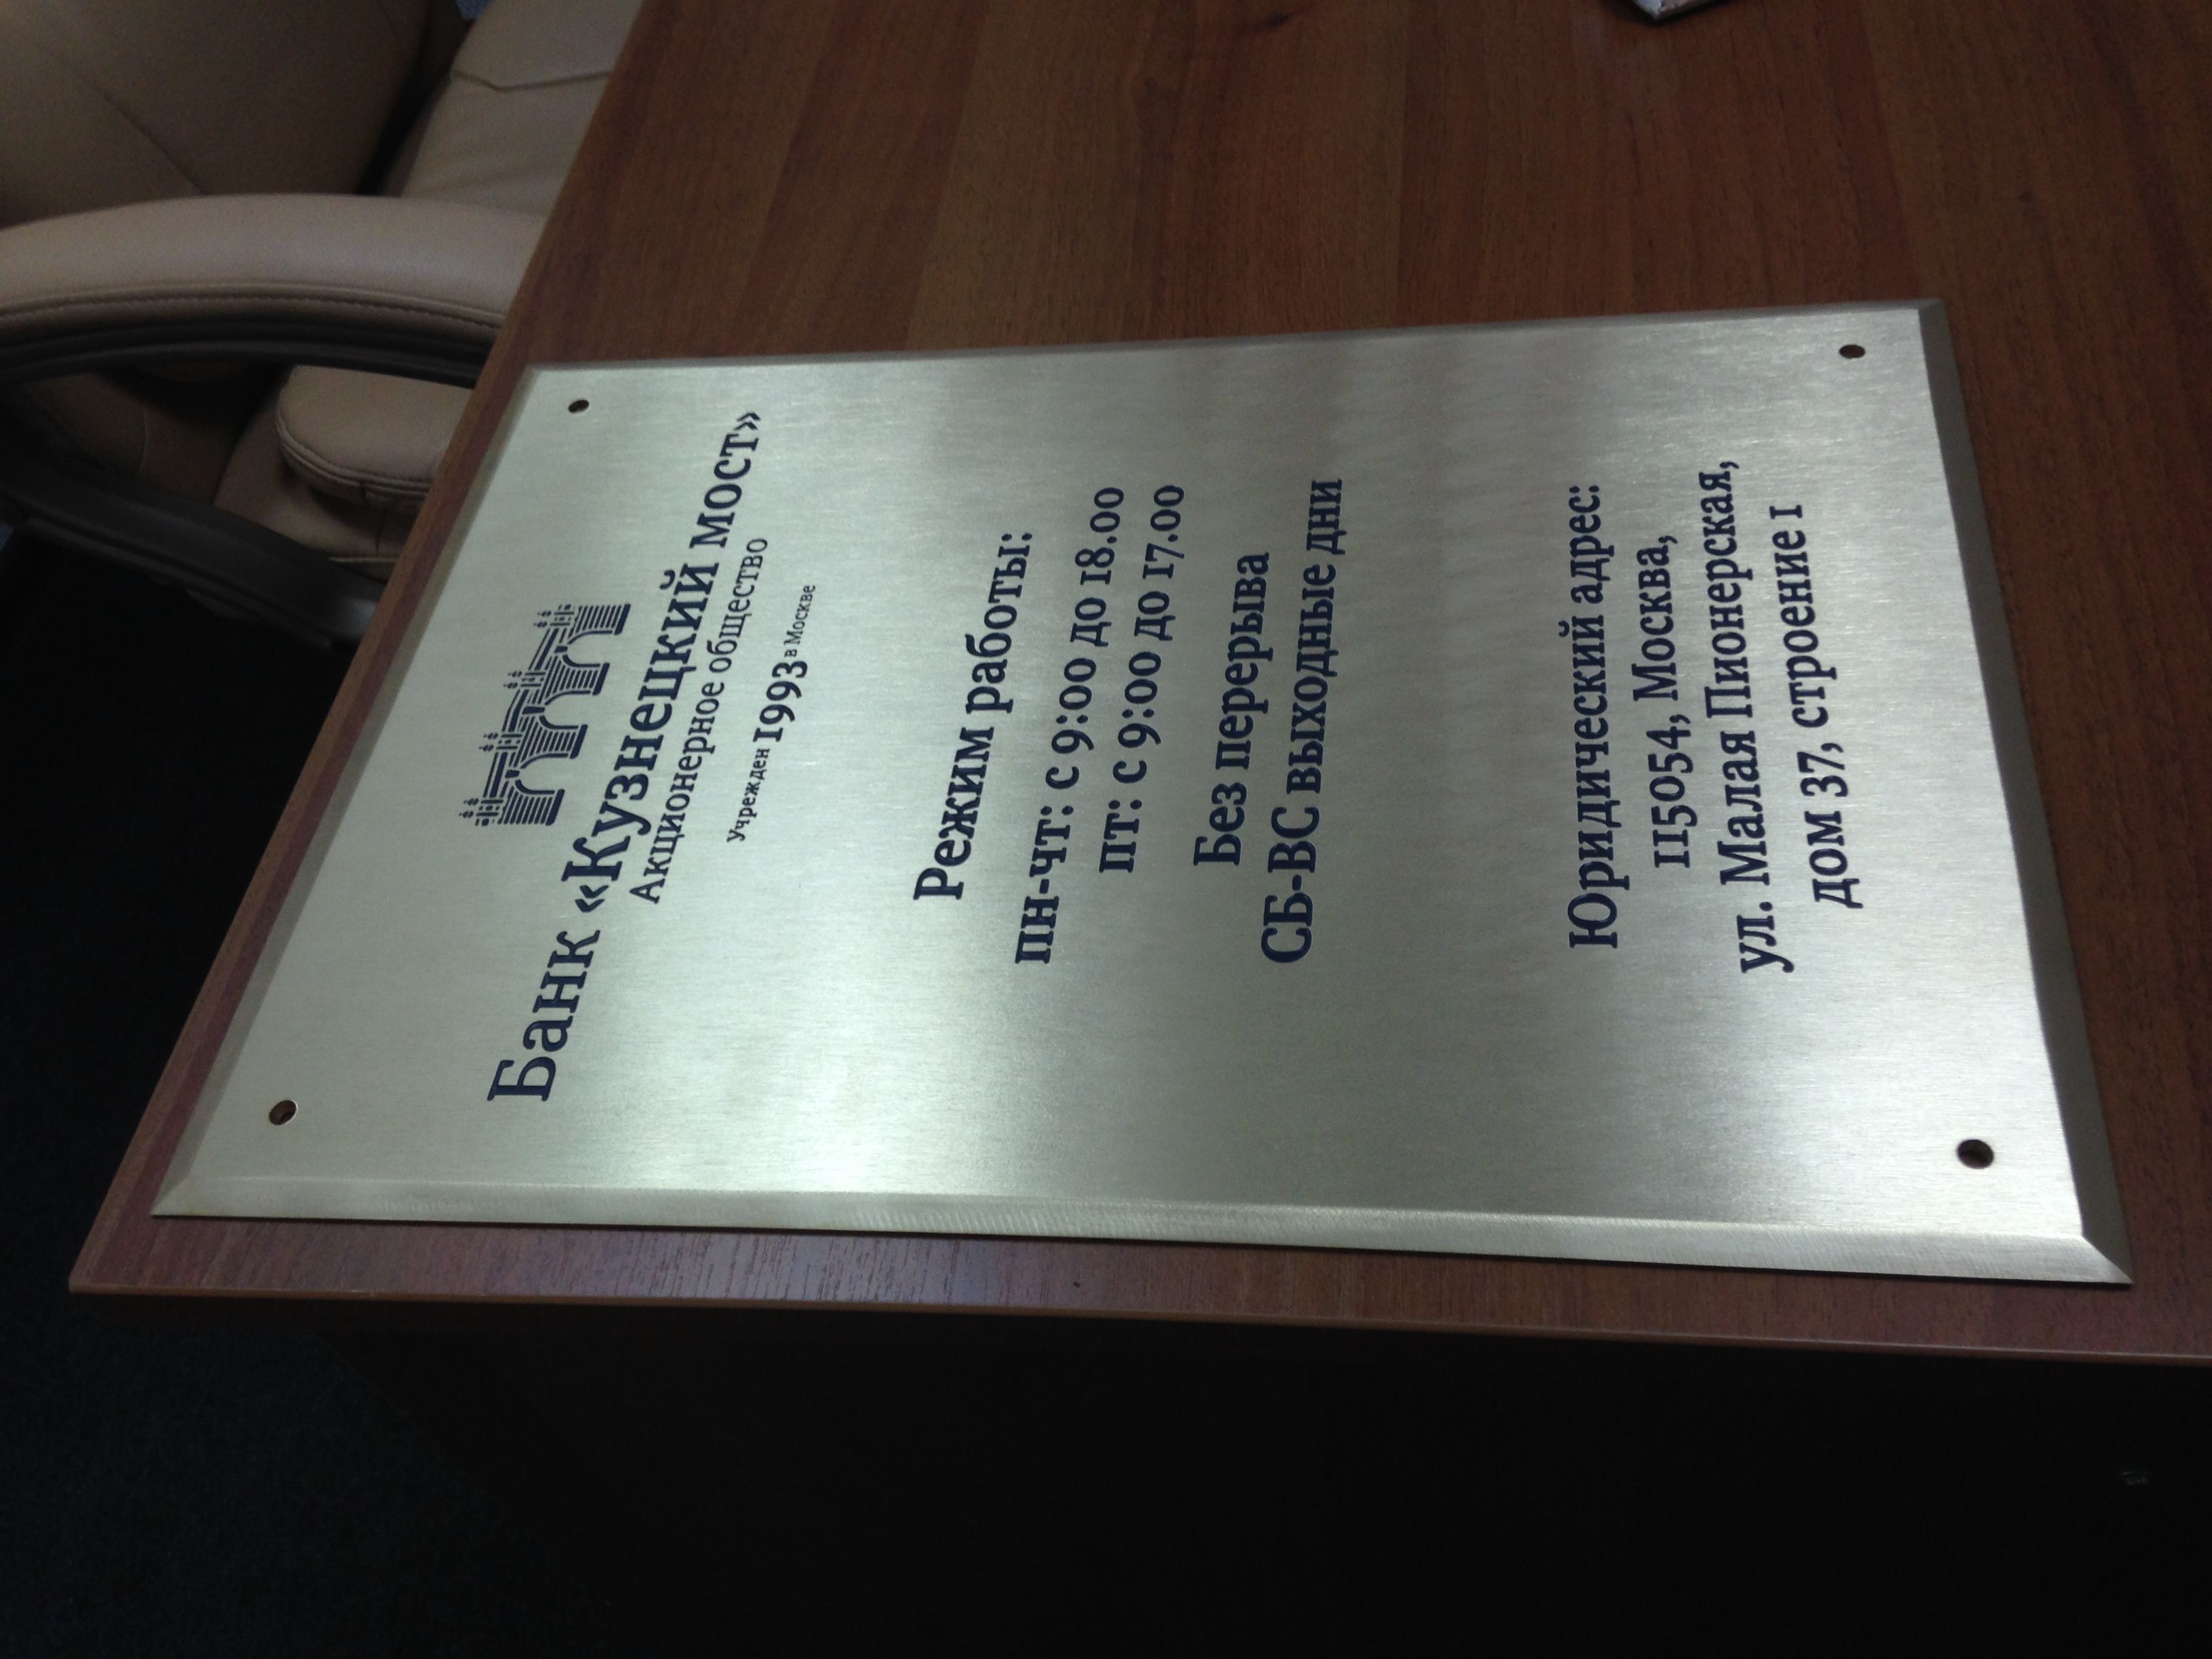 Банк «Кузнецкий мост»
Акционерное общество
Учрежден 1993 в Москве
Режим работы:
пн-чт: с 9:00 до 18.00
пт: с 9:00 до 17.00
Без перерыва
СБ-ВС выходные дни
Юридический адрес:
115054, Москва,
ул. Малая Пионерская,
дом 37, строение 1